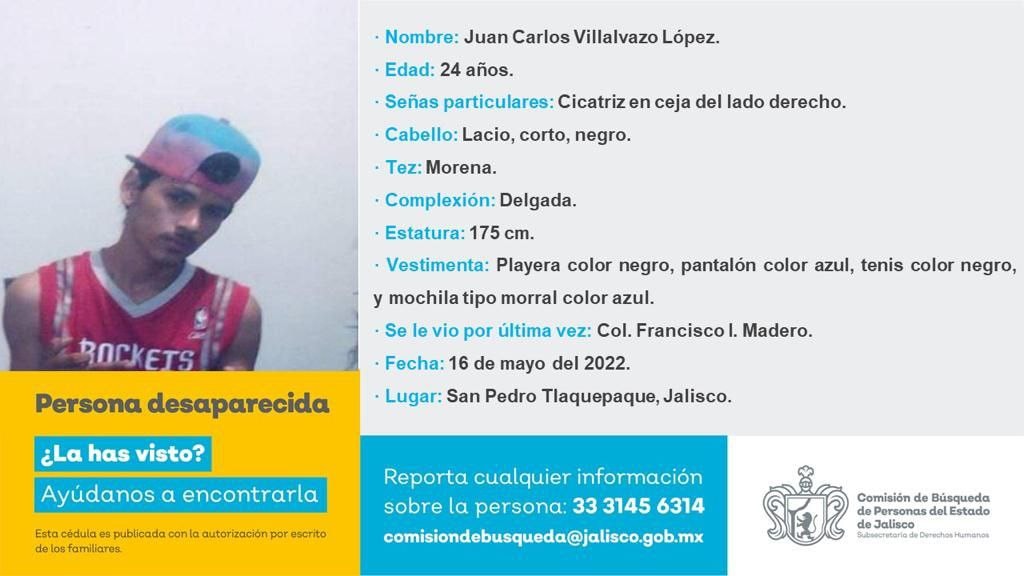 · Nombre: Juan Carlos Villalvazo López.
· Edad: 24 años.
· Señas particulares: Cicatriz en ceja del lado derecho.
· Cabello: Lacio, corto, negro.
· Tez: Morena.
· Complexión: Delgada.
· Estatura: 175 cm.
· Vestimenta: Playera color negro, pantalón color azul, tenis color negro,
y mochila tipo morral color azul.
· Se le vio por última vez: Col. Francisco I. Madero.
· Fecha: 16 de mayo del 2022.
· Lugar: San Pedro Tlaquepaque, Jalisco.
ROCKETS
Persona desaparecida
¿La has visto?
Ayúdanos a encontrarla
Esta cédula es publicada con la autorización por escrito
de los familiares.
Reporta cualquier información
sobre la persona: 33 3145 6314
comisiondebusqueda@jalisco.gob.mx
Comisión de Búsqueda
de Personas del Estado
de Jalisco
Subsecretaría de Derechos Humanos